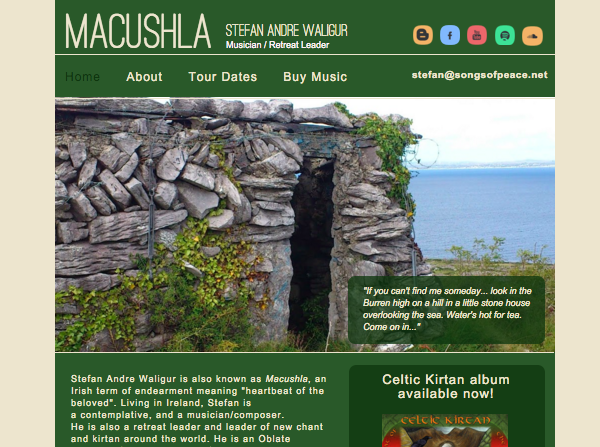 MACUSHLA
STEFAN ANDRE WALIGUR
Musician / Retreat Leader
Home About Tour Dates Buy Music
stefan@songsofpeace.net
"If you can't find me someday... look in the
Burren high on a hill in a little stone house
overlooking the sea. Water's hot for tea.
Come on in..."
Stefan Andre Waligur is also known as Macushla, an
Irish term of endearment meaning "heartbeat of the
beloved". Living in Ireland, Stefan is
a contemplative, and a musician/composer.
He is also a retreat leader and leader of new chant
and kirtan around the world. He is an Oblate
Celtic Kirtan album
available now!
CELTIC KIRTAN